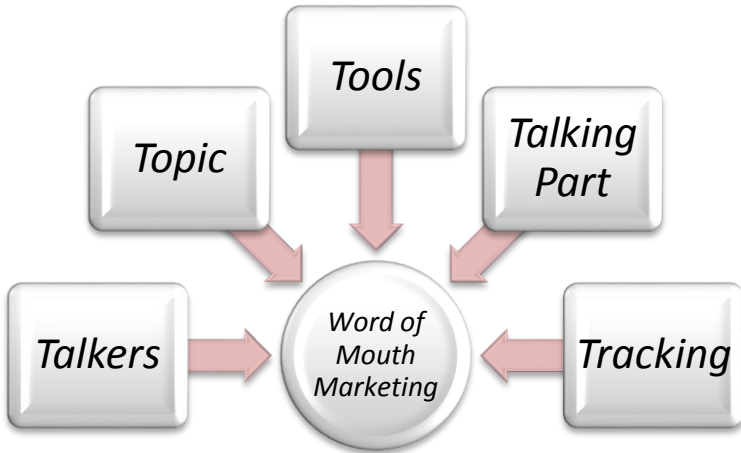 Tools
Topic
Talking
Part
Talkers
Word of
Mouth
Marketing
Tracking